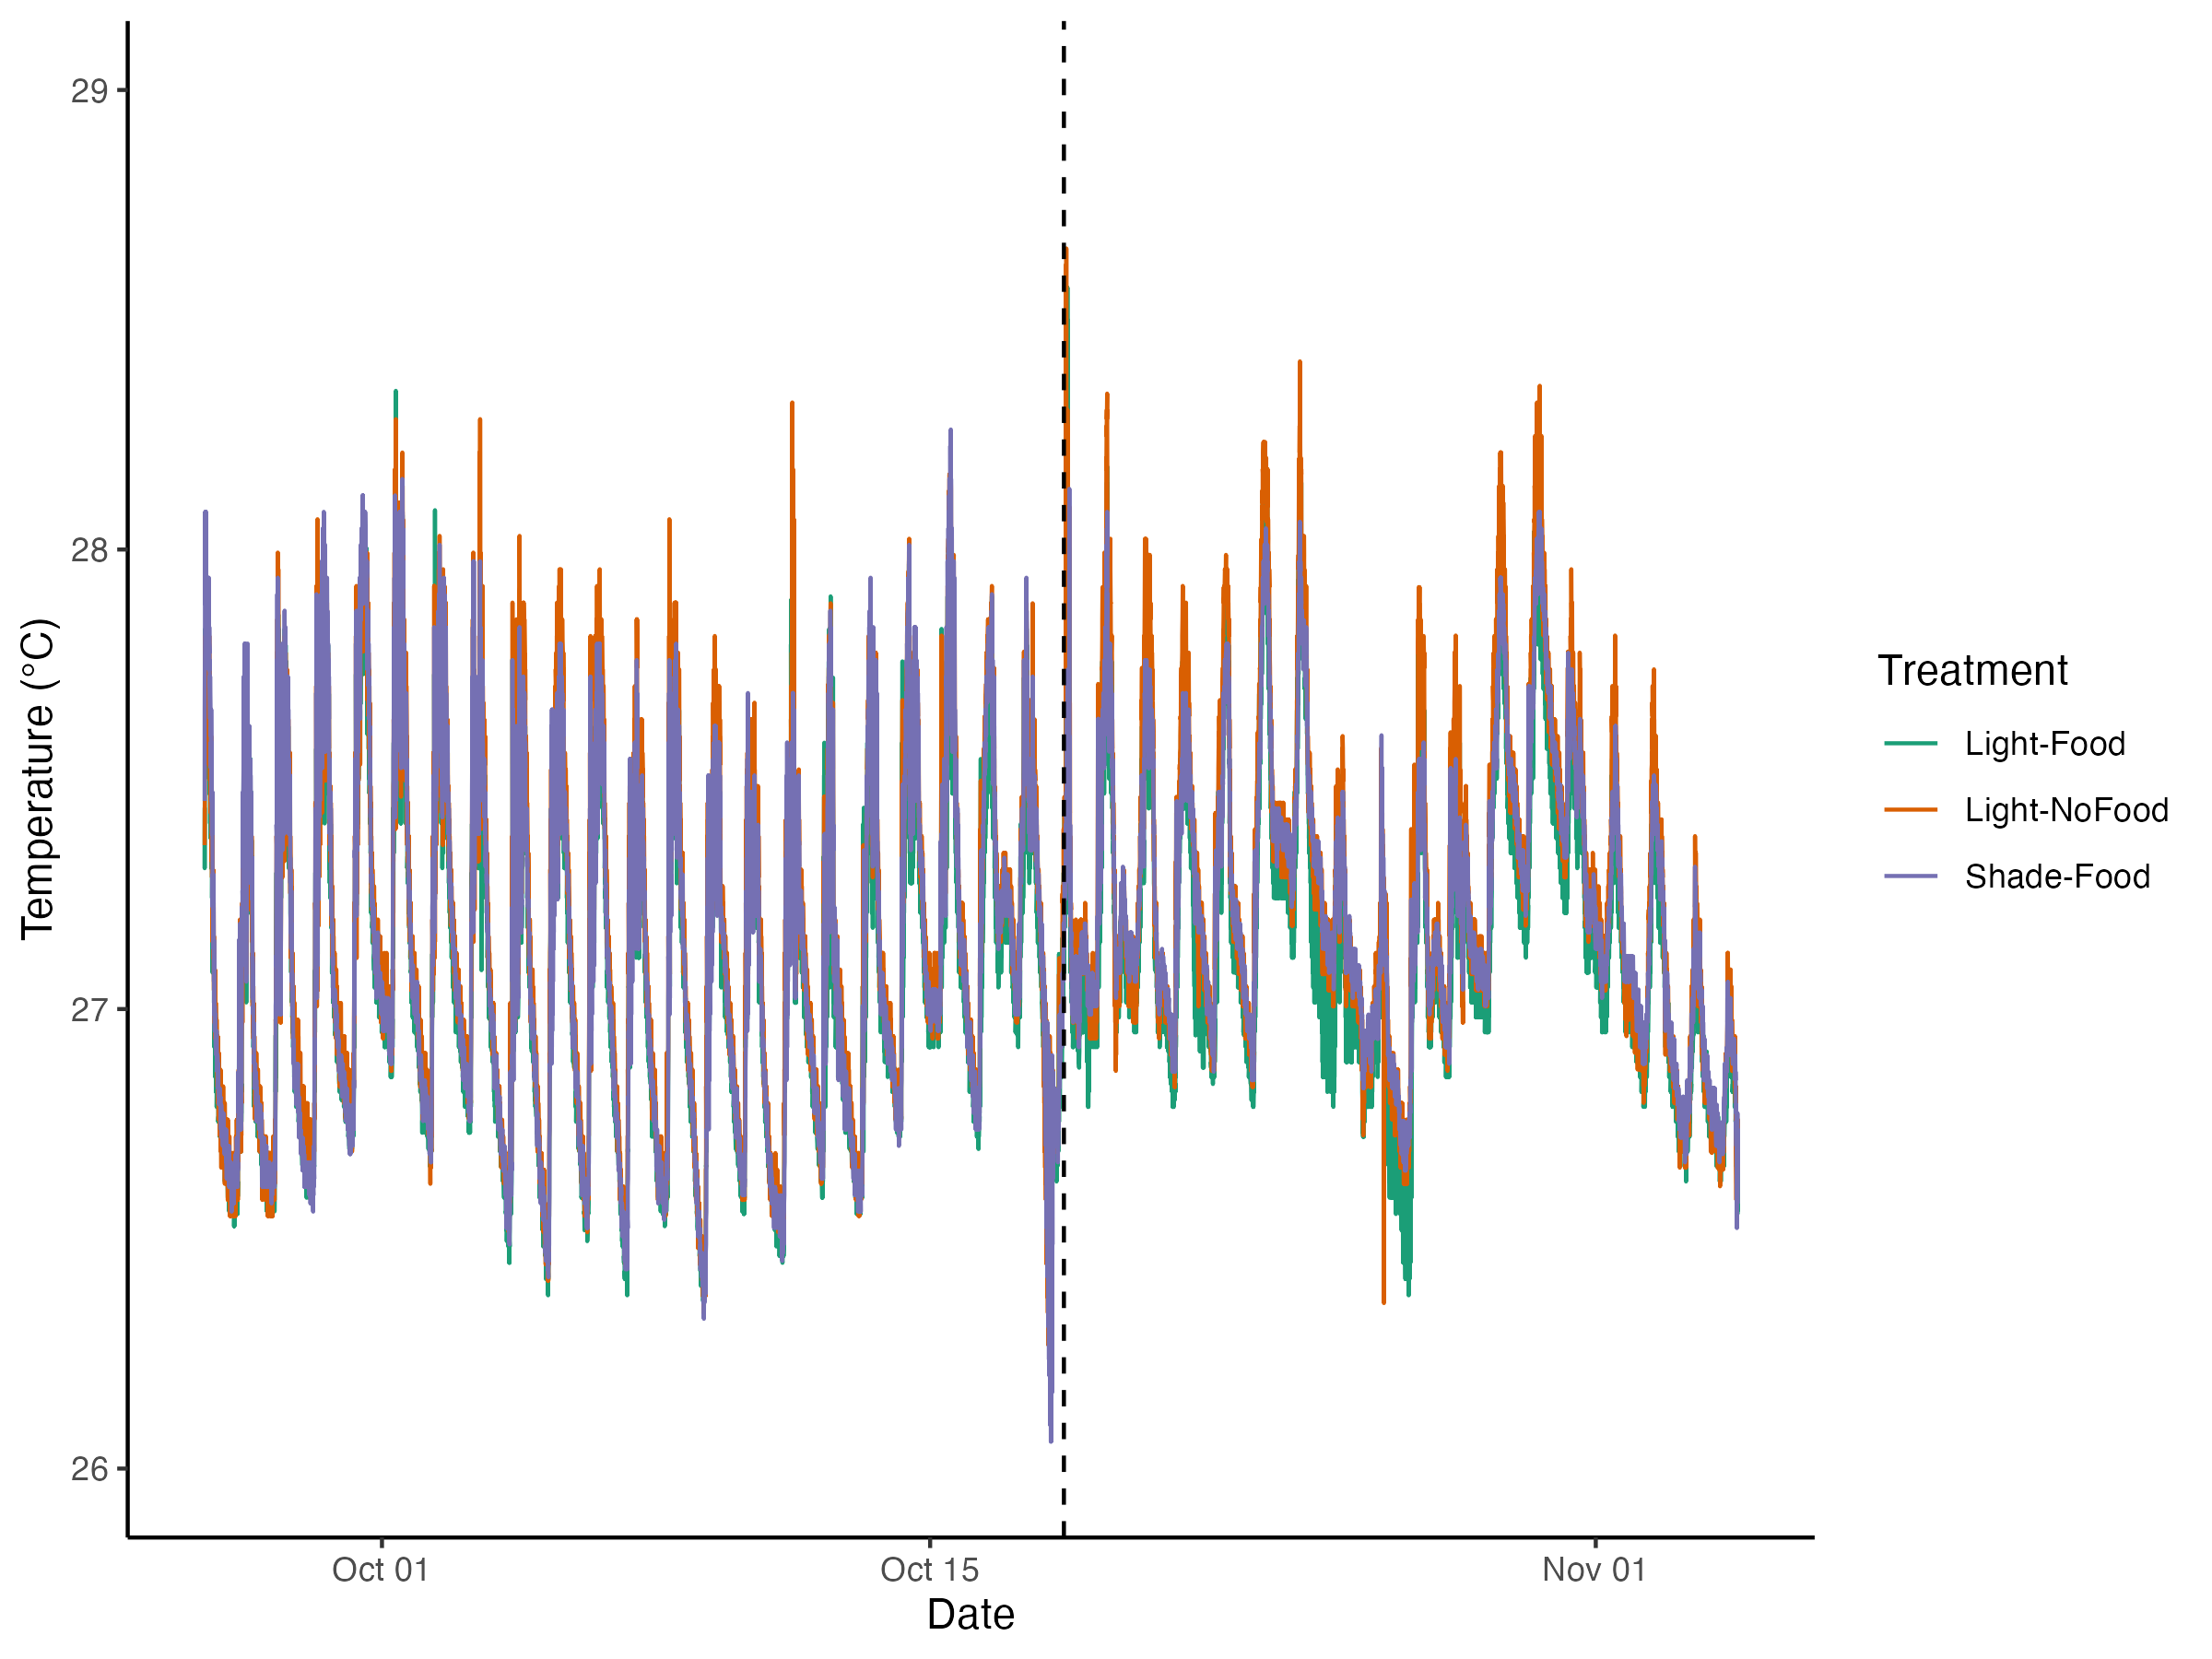 29
28
27
26
Temperature (°C)
Oct 01
Oct 15
Nov 01
Date
Treatment
Light-Food
Light-NoFood
Shade-Food